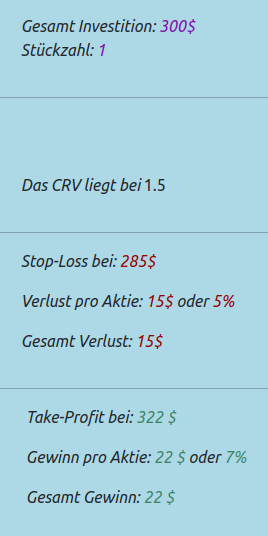 Gesamt Investition: 300$
Stückzahl: 1
Das CRV liegt bei 1.5
Stop-Loss bei: 285$
Verlust pro Aktie: 15$ oder 5%
Gesamt Verlust: 15$
Take-Profit bei: 322 $
Gewinn pro Aktie: 22 $ oder 7%
Gesamt Gewinn: 22 $